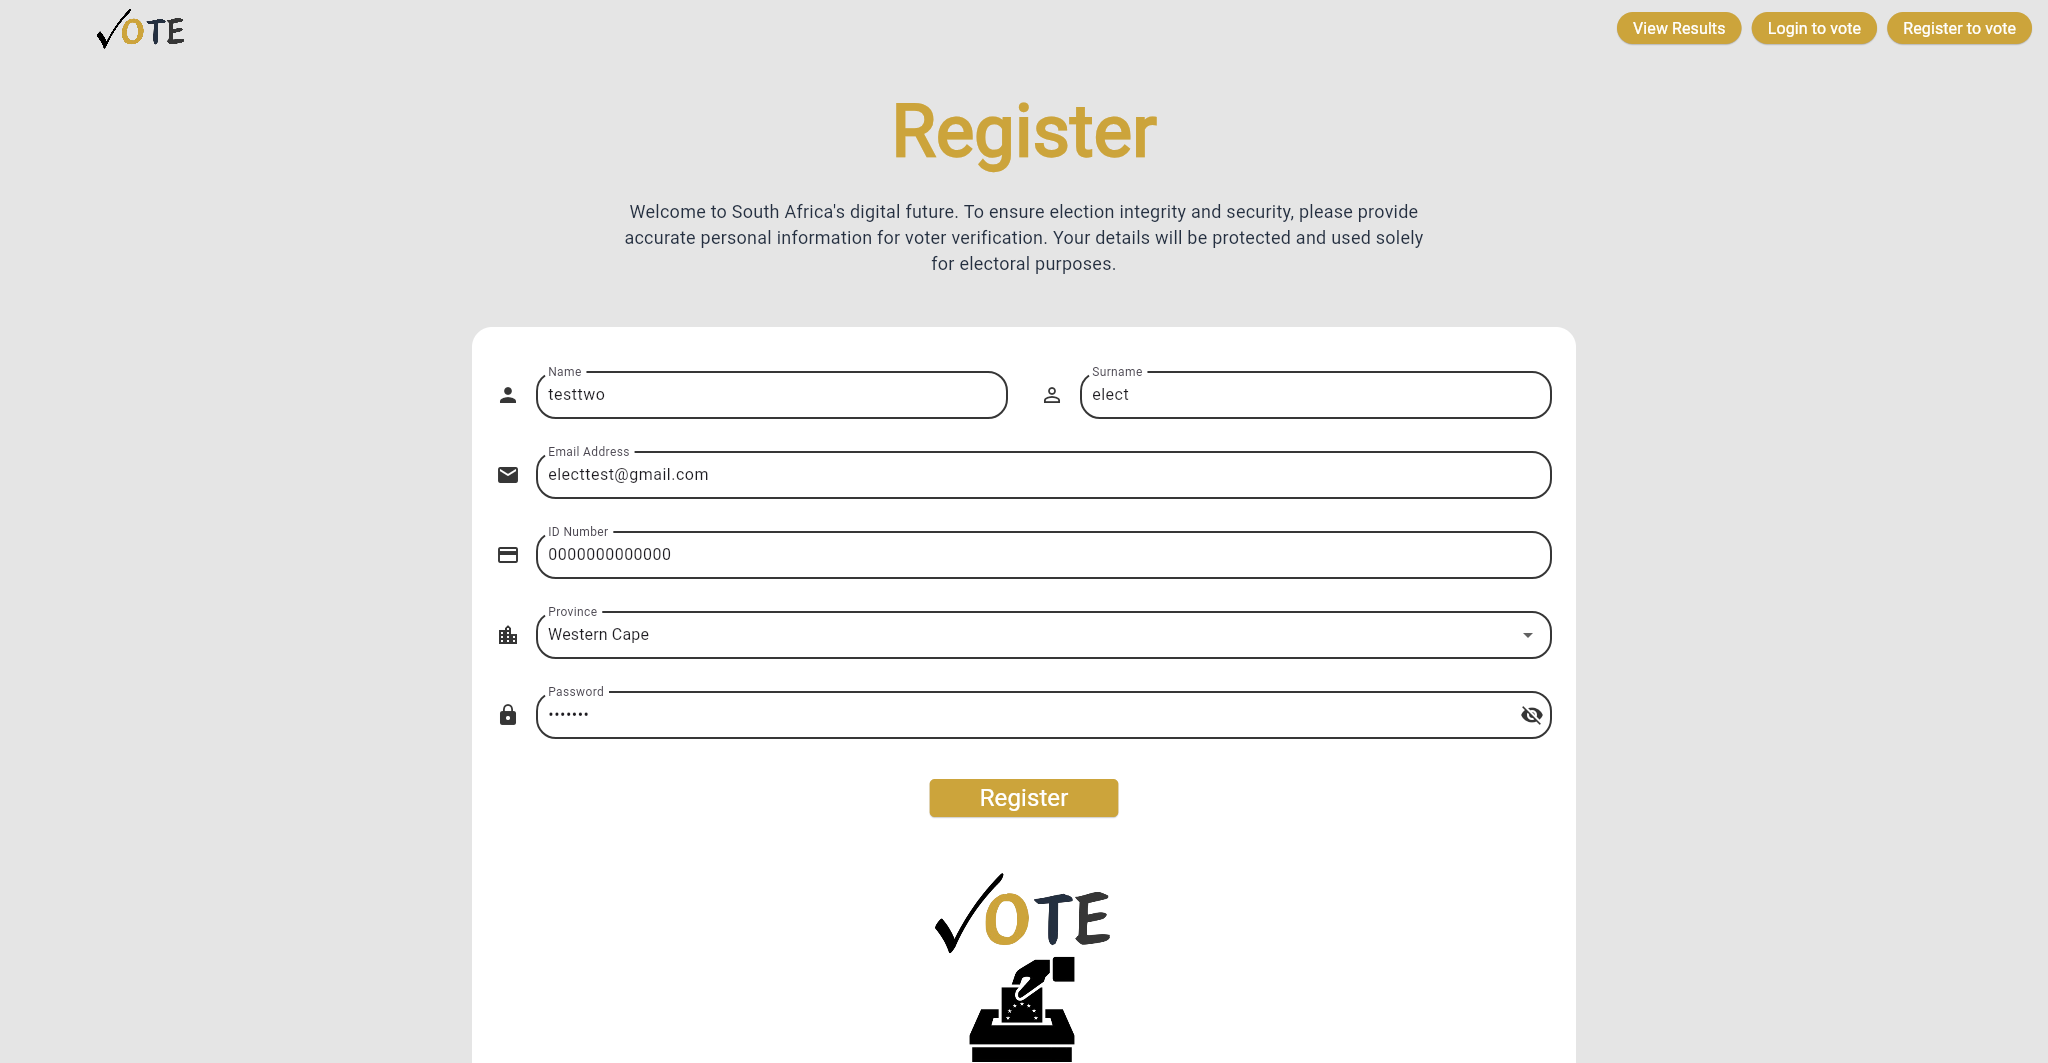 VOTE
View Results
Login to vote
Register to vote
Register
Welcome to South Africa's digital future. To ensure election integrity and security, please provide
accurate personal information for voter verification. Your details will be protected and used solely
for electoral purposes.
Name
testtwo
Surname
elect
Email Address
electtest@gmail.com
ID Number
0000000000000
Province
Western Cape
Password
•••••••
Register
VOTE